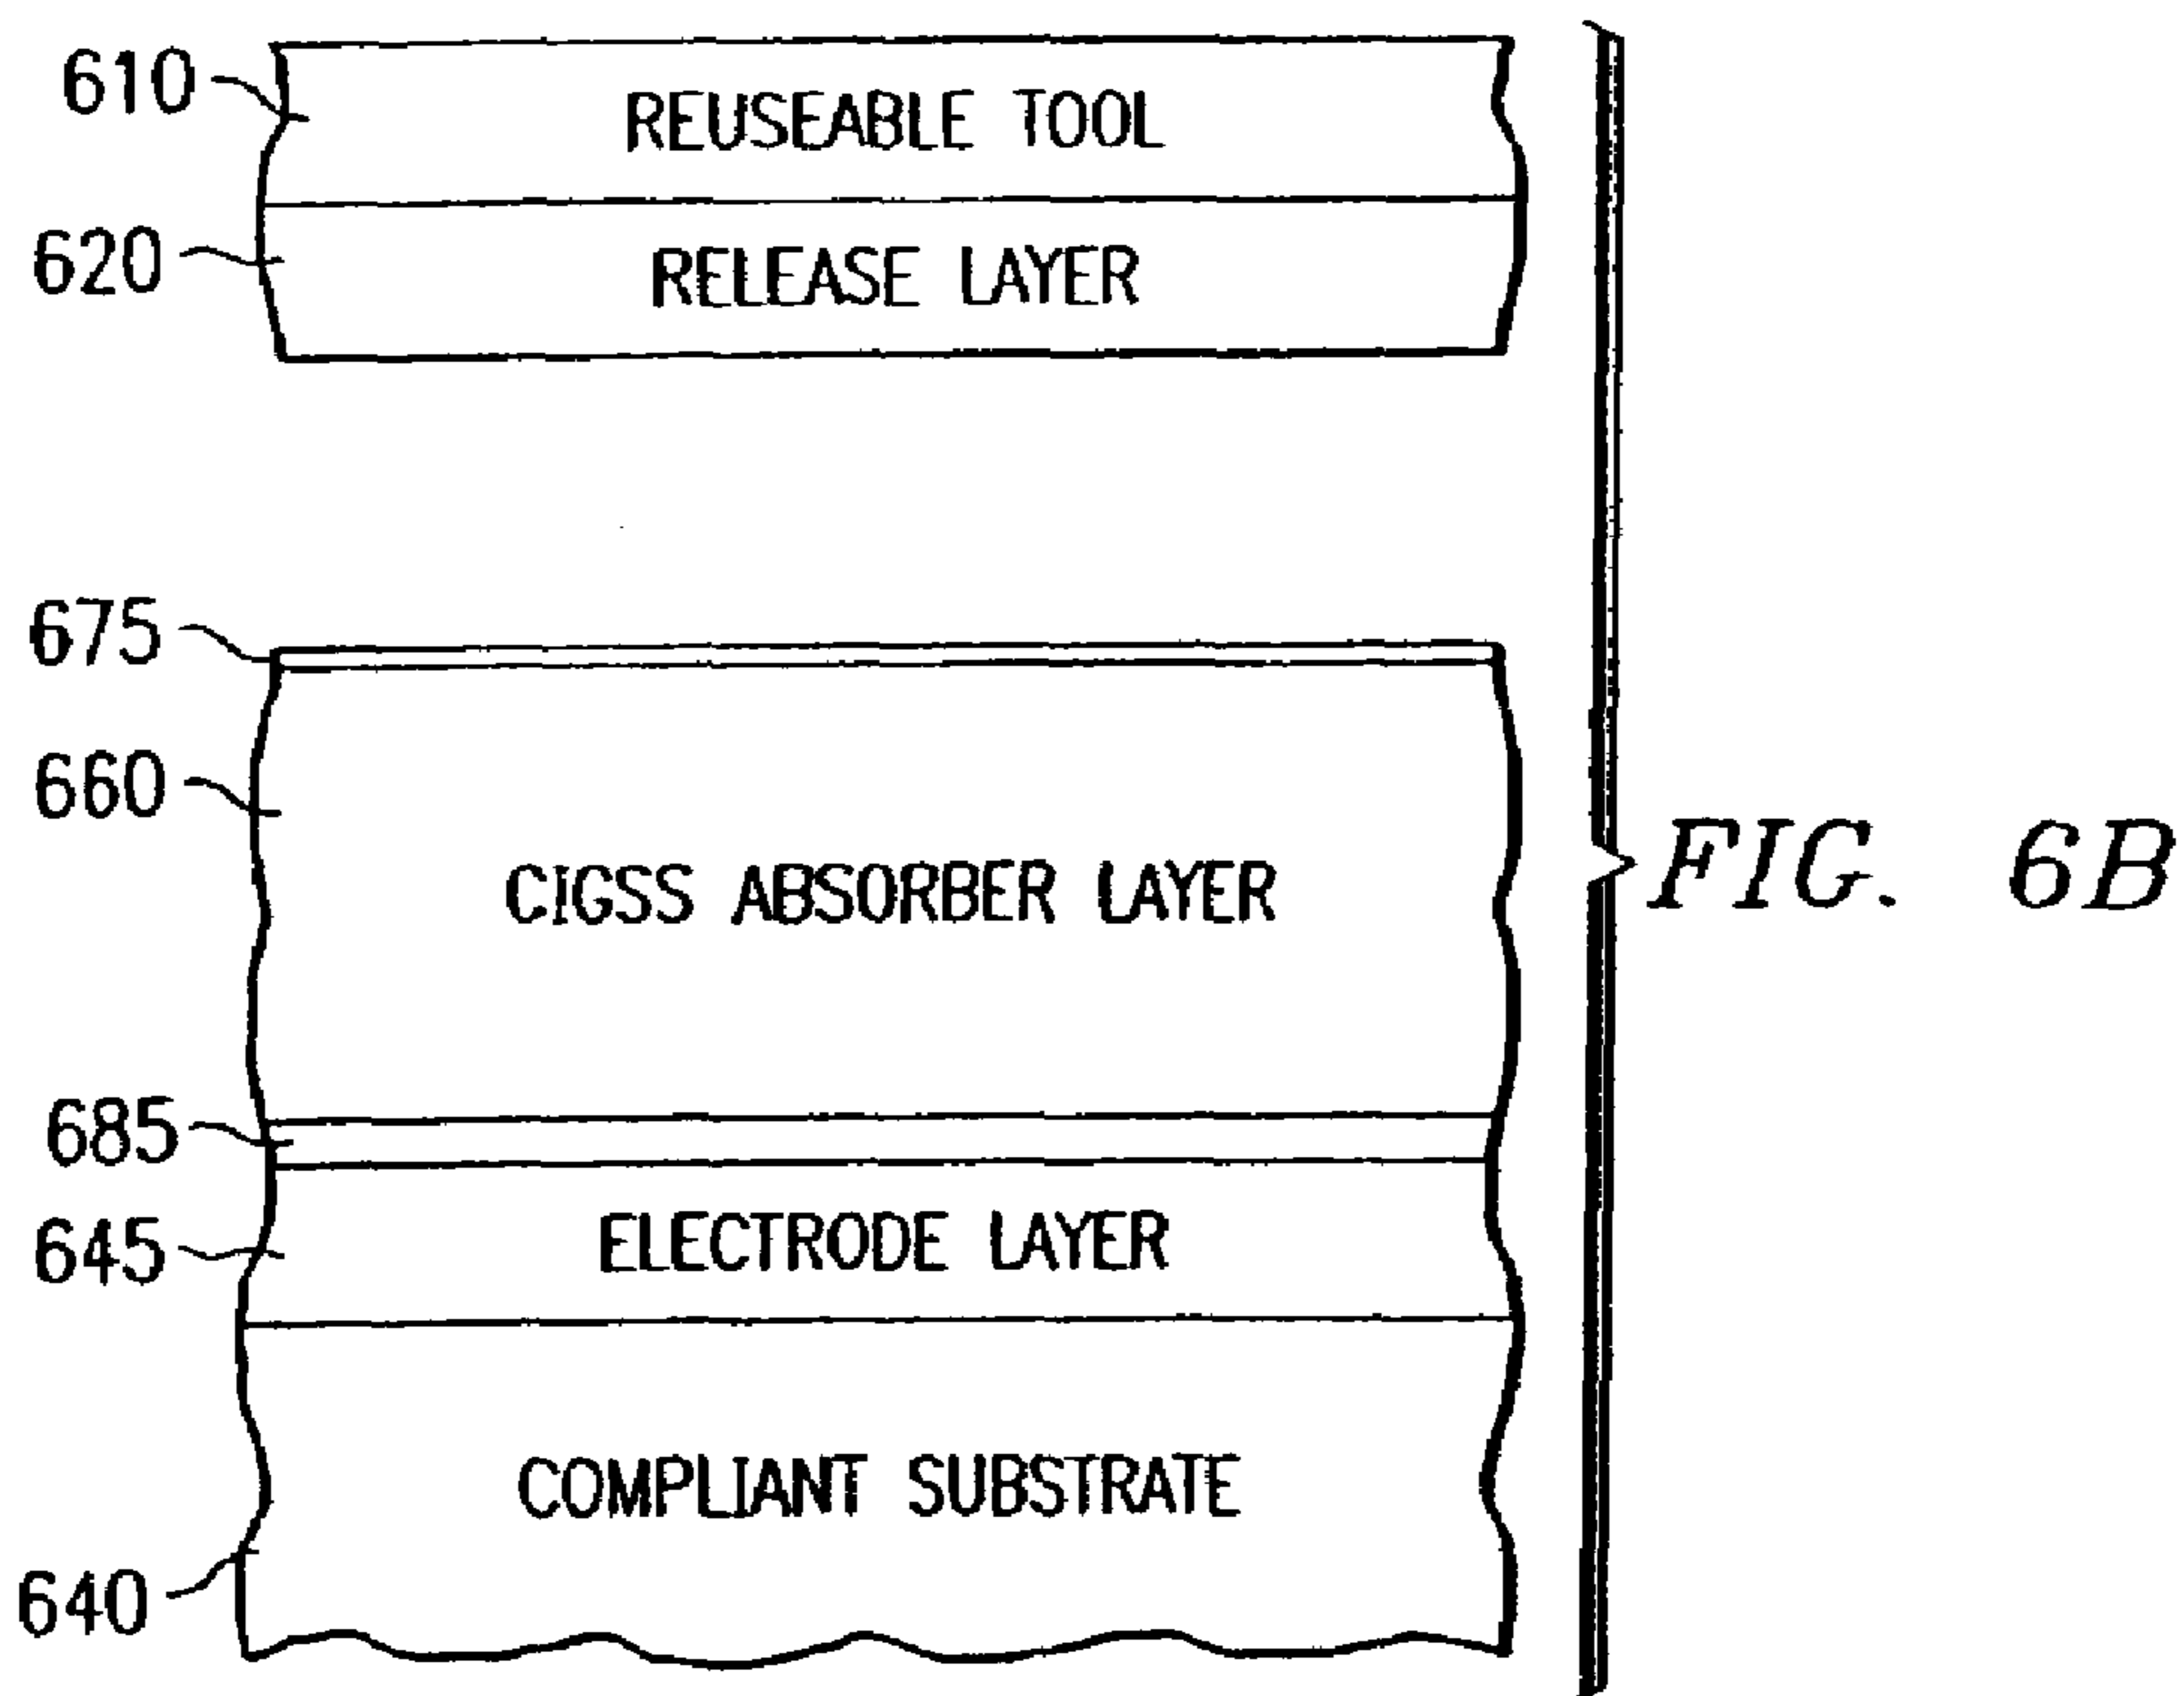 610
REUSEABLE TOOL
620
RELEASE LAYER
675
660
CIGSS ABSORBER LAYER
685
645
ELECTRODE LAYER
COMPLIANT SUBSTRATE
640
FIG. 6B